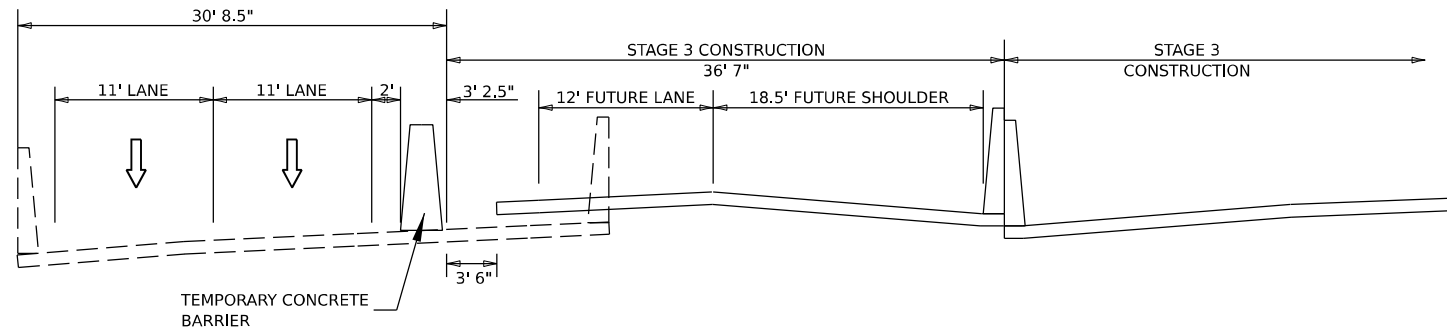 30' 8.5"
STAGE 3 CONSTRUCTION
36' 7"
STAGE 3
CONSTRUCTION
11' LANE
11' LANE
2'
3' 2.5"
12' FUTURE LANE
18.5' FUTURE SHOULDER
3' 6"
TEMPORARY CONCRETE
BARRIER